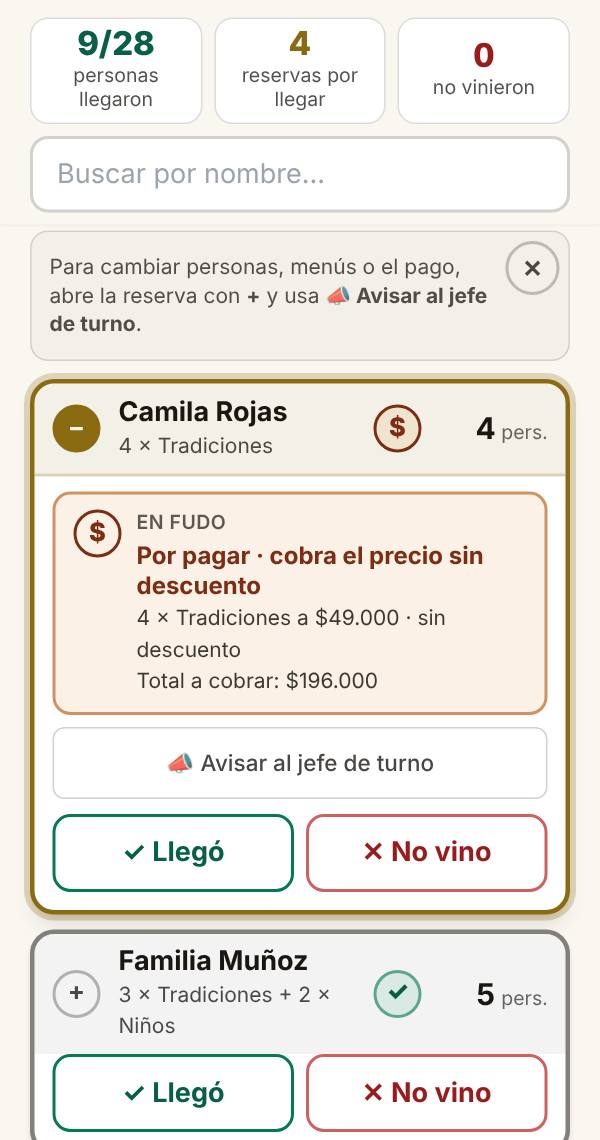 9/28
personas
llegaron
4
reservas por
llegar
0
no vinieron
Buscar por nombre...
Para cambiar personas, menús o el pago,
abre la reserva con + y usa 📣 Avisar al jefe
de turno.
✕
−
Camila Rojas
4 × Tradiciones
$
4 pers.
$
EN FUDO
Por pagar · cobra el precio sin
descuento
4 × Tradiciones a $49.000 · sin
descuento
Total a cobrar: $196.000
📣 Avisar al jefe de turno
✓ Llegó
✕ No vino
+
Familia Muñoz
3 × Tradiciones + 2 ×
Niños
✓
5 pers.
✓ Llegó
✕ No vino